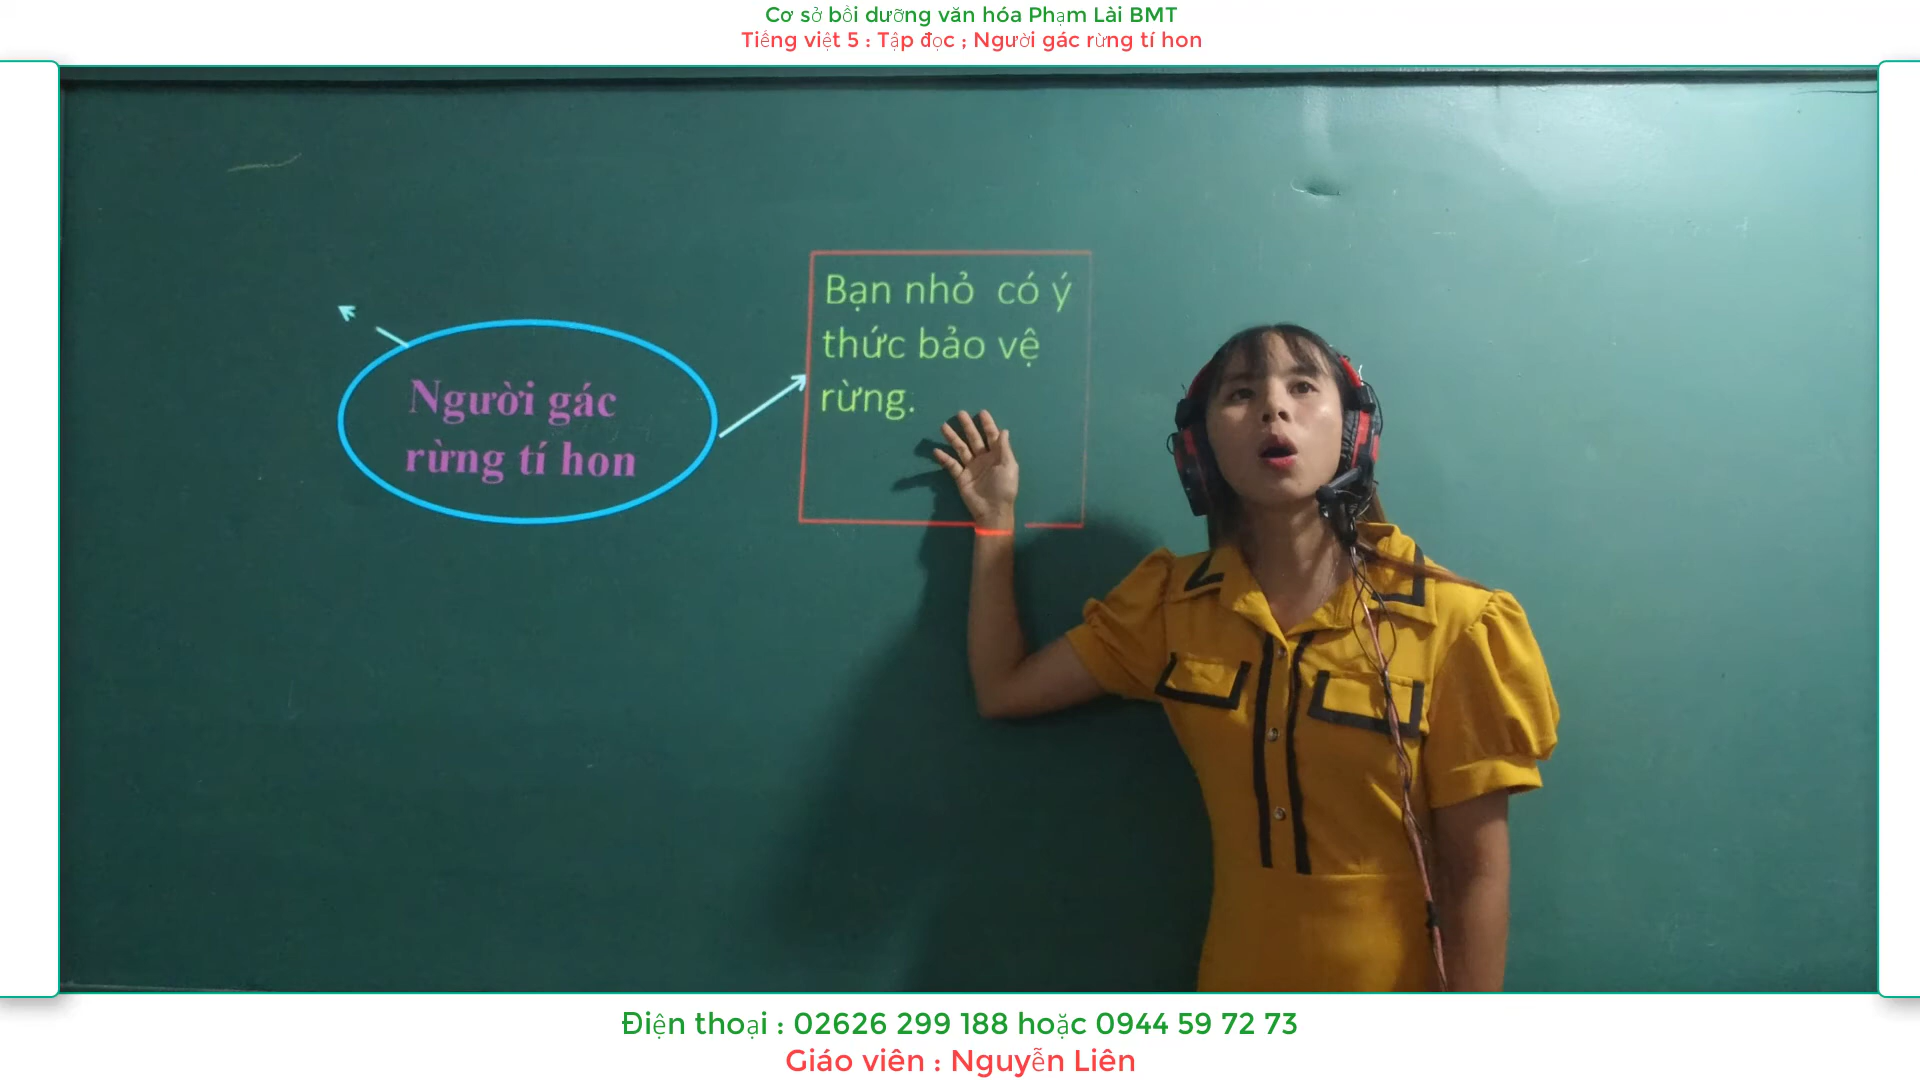 Cơ sở bồi dưỡng văn hóa Phạm Lài BMT
Tiếng việt 5 : Tập đọc ; Người gác rừng tí hon
Người gác
rừng tí hon
Bạn nhỏ có ý
thức bảo vệ
rừng.
Điện thoại : 02626 299 188 hoặc 0944 59 72 73
Giáo viên : Nguyễn Liên